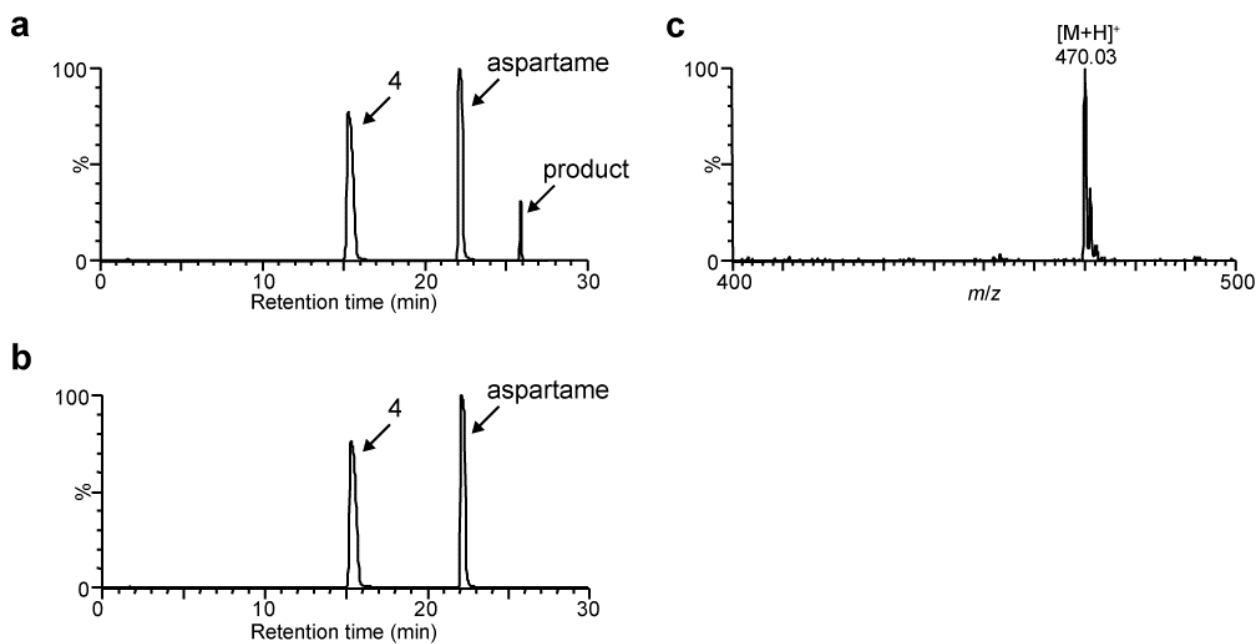 a
100
%
0
4
aspartame
product
0 10 20 30
Retention time (min)
b
100
%
0
4
aspartame
0 10 20 30
Retention time (min)
c
[M+H]⁺
470.03
100
%
0
400 500
m/z